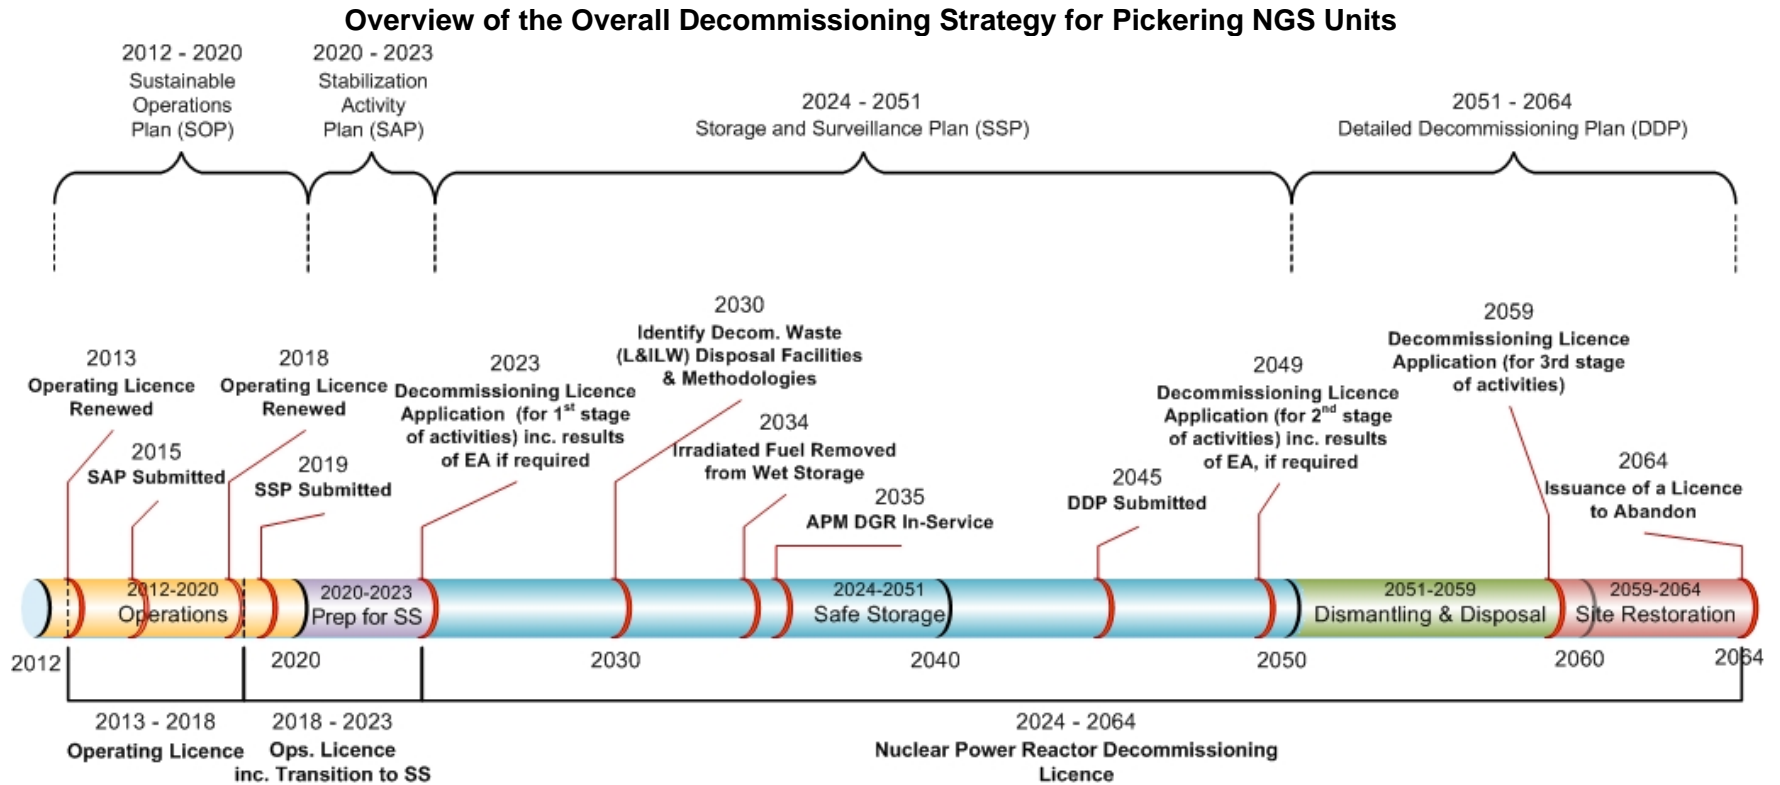 Overview of the Overall Decommissioning Strategy for Pickering NGS Units
2012 - 2020
Sustainable
Operations
Plan (SOP)
2020 - 2023
Stabilization
Activity
Plan (SAP)
2024 - 2051
Storage and Surveillance Plan (SSP)
2051 - 2064
Detailed Decommissioning Plan (DDP)
2013
Operating Licence
Renewed
2015
SAP Submitted
2018
Operating Licence
Renewed
2019
SSP Submitted
2023
Decommissioning Licence
Application (for 1st stage
of activities) inc. results
of EA if required
2030
Identify Decom. Waste
(L&ILW) Disposal Facilities
& Methodologies
2034
Irradiated Fuel Removed
from Wet Storage
2035
APM DGR In-Service
2045
DDP Submitted
2049
Decommissioning Licence
Application (for 2nd stage
of activities) inc. results
of EA, if required
2059
Decommissioning Licence
Application (for 3rd stage
of activities)
2064
Issuance of a Licence
to Abandon
2012-2020
Operations
2020-2023
Prep for SS
2024-2051
Safe Storage
2051-2059
Dismantling & Disposal
2059-2064
Site Restoration
2012
2020
2030
2040
2050
2060
2064
2013 - 2018
Operating Licence
2018 - 2023
Ops. Licence
inc. Transition to SS
2024 - 2064
Nuclear Power Reactor Decommissioning
Licence